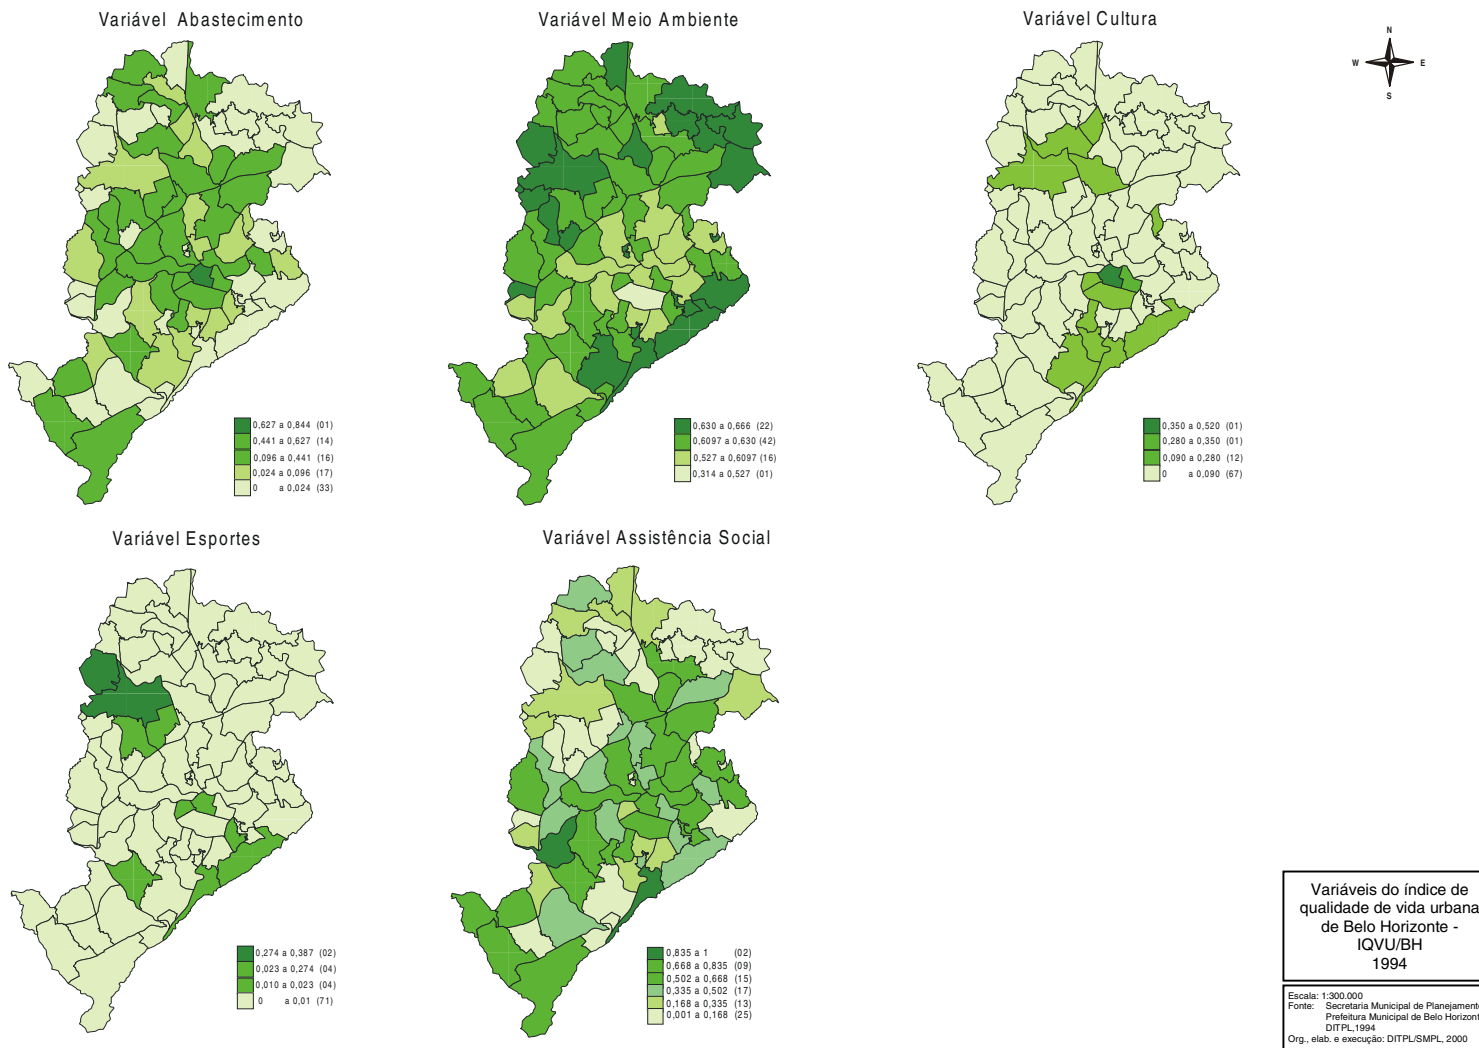 Variável Abastecimento
Variável Meio Ambiente
Variável Cultura
N
W E
S
0,627 a 0,844 (01)
0,441 a 0,627 (14)
0,096 a 0,441 (16)
0,024 a 0,096 (17)
0 a 0,024 (33)
0,630 a 0,666 (22)
0,6097 a 0,630 (42)
0,527 a 0,6097 (16)
0,314 a 0,527 (01)
0,350 a 0,520 (01)
0,280 a 0,350 (01)
0,090 a 0,280 (12)
0 a 0,090 (67)
Variável Esportes
Variável Assistência Social
0,274 a 0,387 (02)
0,023 a 0,274 (04)
0,010 a 0,023 (04)
0 a 0,01 (71)
0,835 a 1 (02)
0,668 a 0,835 (09)
0,502 a 0,668 (15)
0,335 a 0,502 (17)
0,168 a 0,335 (13)
0,001 a 0,168 (25)
Variáveis do índice de
qualidade de vida urbana
de Belo Horizonte -
IQVU/BH
1994
Escala: 1:300.000
Fonte: Secretaria Municipal de Planejamento
Prefeitura Municipal de Belo Horizont
DITPL,1994
Org., elab. e execução: DITPL/SMPL, 2000